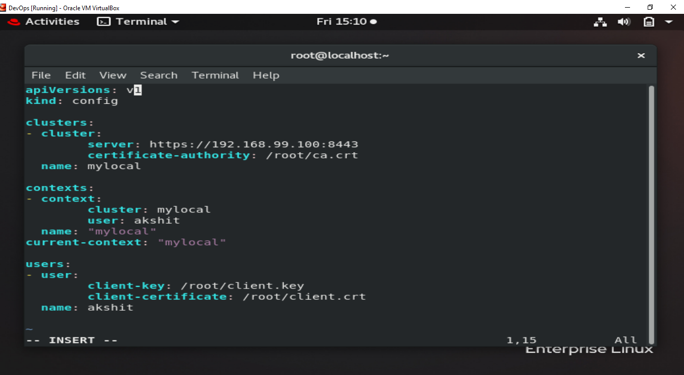 DevOps [Running] - Oracle VM VirtualBox
Activities Terminal Fri 15:10
root@localhost:~
File Edit View Search Terminal Help
apiVersions: v1
kind: config
clusters:
- cluster:
server: https://192.168.99.100:8443
certificate-authority: /root/ca.crt
name: mylocal
contexts:
- context:
cluster: mylocal
user: akshit
name: "mylocal"
current-context: "mylocal"
users:
- user:
client-key: /root/client.key
client-certificate: /root/client.crt
name: akshit
~
-- INSERT -- 1,15 All
Enterprise Linux